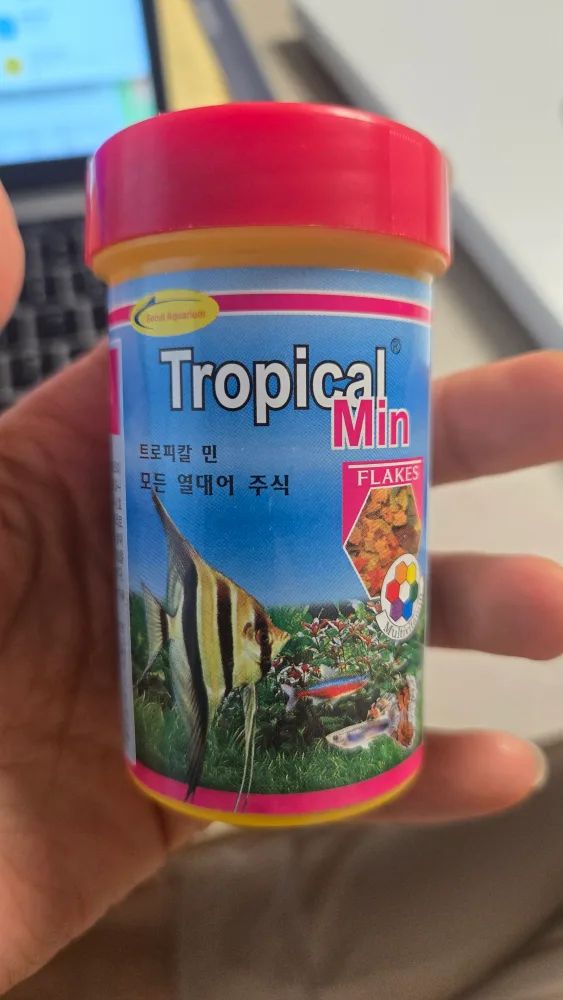 Seoul Aquarium
Tropical ®
Min
트로피칼 민
모든 열대어 주식
FLAKES